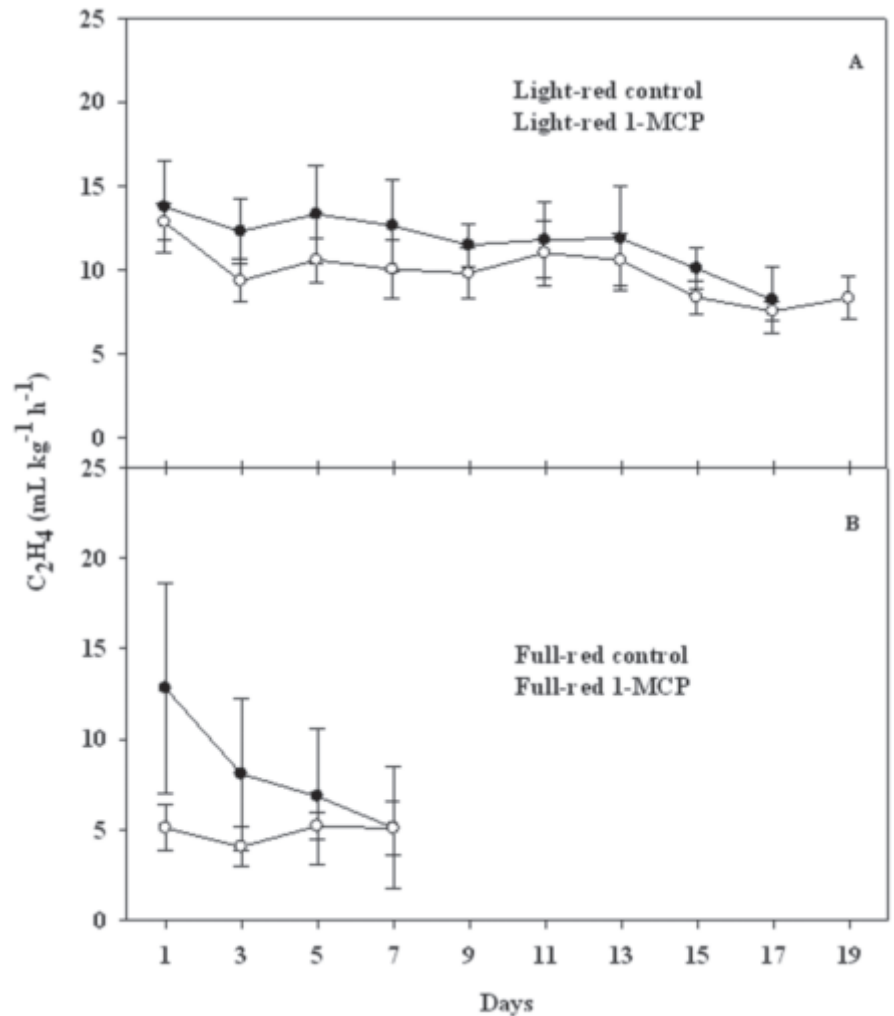 25
A
20
Light-red control
Light-red 1-MCP
15
10
5
0
C₂H₄ (mL kg⁻¹ h⁻¹)
25
B
20
15
Full-red control
Full-red 1-MCP
10
5
0
1 3 5 7 9 11 13 15 17 19
Days